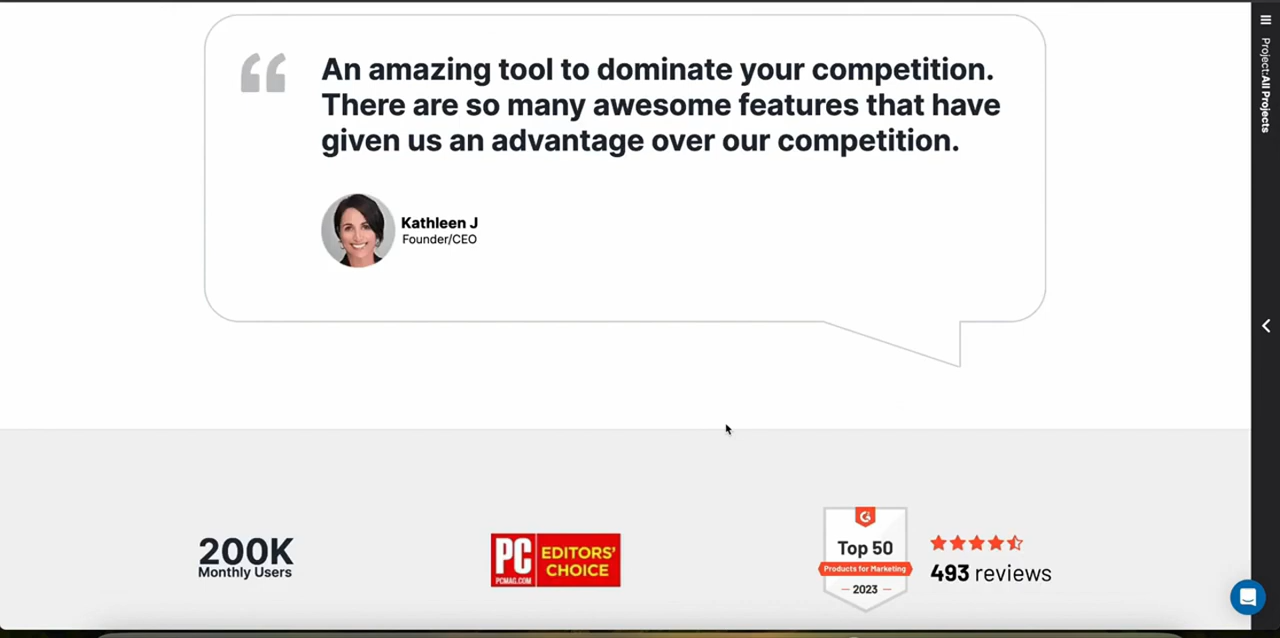 An amazing tool to dominate your competition.
There are so many awesome features that have
given us an advantage over our competition.
Kathleen J
Founder/CEO
Project:All Projects
200K
Monthly Users
PC
PCMAG.COM
EDITORS'
CHOICE
G
Top 50
Products for Marketing
2023
493 reviews